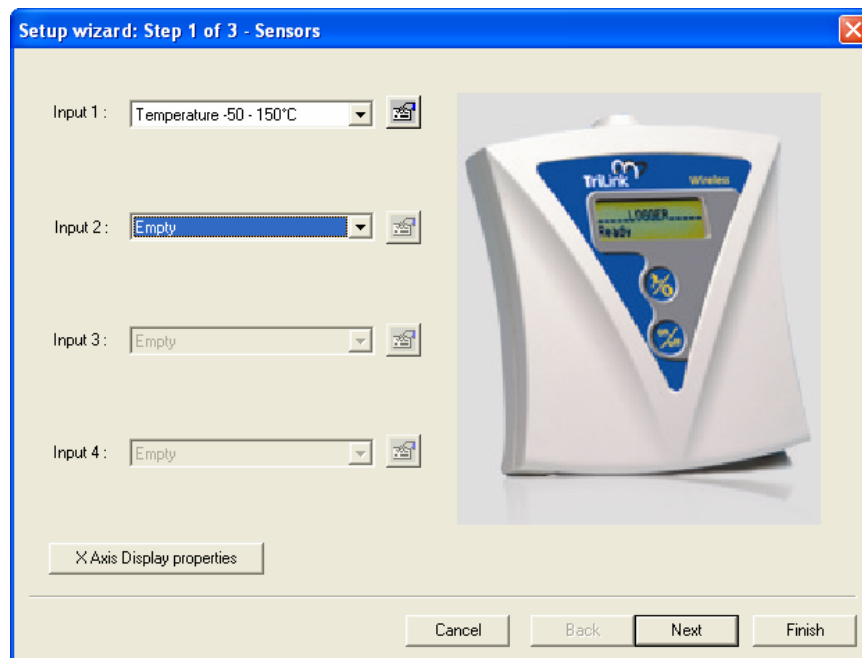 Setup wizard: Step 1 of 3 - Sensors
Input 1 : Temperature -50 - 150°C
TriLink Wireless
LOGGER
Ready
Input 2 : Empty
Input 3 : Empty
Input 4 : Empty
X Axis Display properties
Cancel Back Next Finish